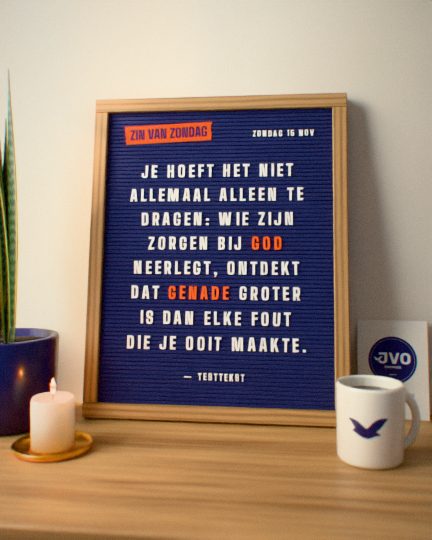 ZIN VAN ZONDAG
ZONDAG 16 NOV
JE HOEFT HET NIET
ALLEMAAL ALLEEN TE
DRAGEN: WIE ZIJN
ZORGEN BIJ GOD
NEERLEGT, ONTDEKT
DAT GENADE GROTER
IS DAN ELKE FOUT
DIE JE OOIT MAAKTE.
— TESTTEKST
JVO